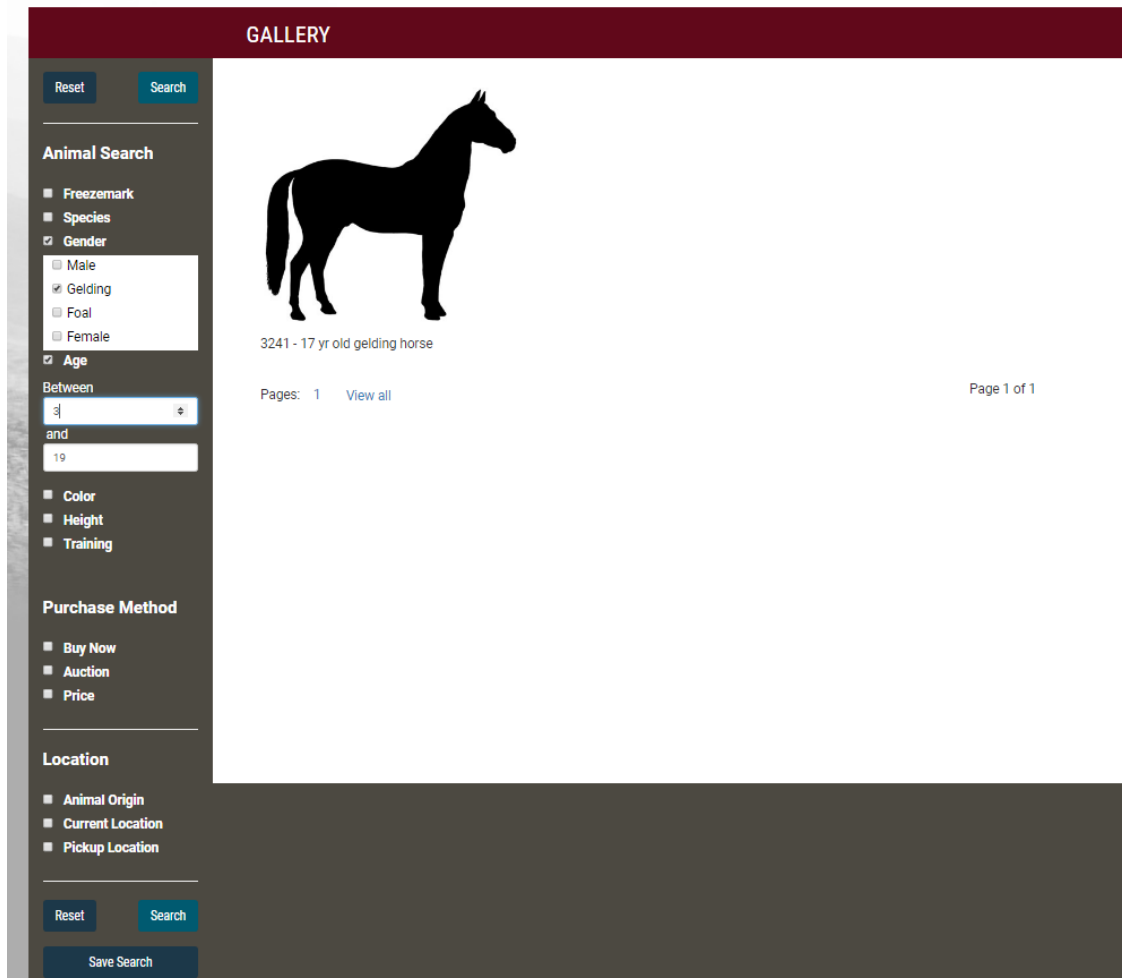 GALLERY
Reset Search
Animal Search
Freezemark
Species
Gender
Male
Gelding
Foal
Female
Age
Between
3
and
19
Color
Height
Training
Purchase Method
Buy Now
Auction
Price
Location
Animal Origin
Current Location
Pickup Location
Reset Search
Save Search
3241 - 17 yr old gelding horse
Pages: 1 View all Page 1 of 1